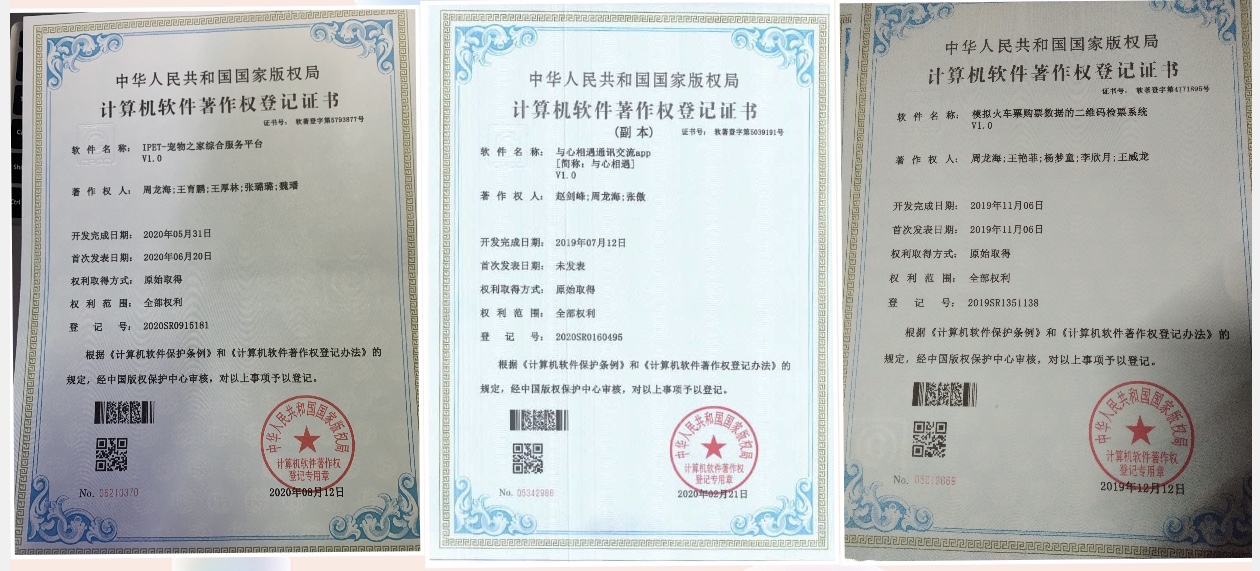 中华人民共和国国家版权局
计算机软件著作权登记证书
证书号： 软著登字第5793877号
软件名称： IPET-宠物之家综合服务平台
V1.0
著作权人： 周龙海;王育鹏;王厚林;张璐璐;魏璠
开发完成日期： 2020年05月31日
首次发表日期： 2020年06月20日
权利取得方式： 原始取得
权利范围： 全部权利
登记号： 2020SR0915181
根据《计算机软件保护条例》和《计算机软件著作权登记办法》的
规定，经中国版权保护中心审核，对以上事项予以登记。
中华人民共和国国家版权局
计算机软件著作权
登记专用章
No.
2020年08月12日
中华人民共和国国家版权局
计算机软件著作权登记证书
（副本）
证书号： 软著登字第5039191号
软件名称： 与心相遇通讯交流app
[简称：与心相遇]
V1.0
著作权人： 赵剑峰;周龙海;张傲
开发完成日期： 2019年07月12日
首次发表日期： 未发表
权利取得方式： 原始取得
权利范围： 全部权利
登记号： 2020SR0160495
根据《计算机软件保护条例》和《计算机软件著作权登记办法》的
规定，经中国版权保护中心审核，对以上事项予以登记。
中华人民共和国国家版权局
计算机软件著作权
登记专用章
No. 05342986
2020年02月21日
中华人民共和国国家版权局
计算机软件著作权登记证书
证书号： 软著登字第4771895号
软件名称： 模拟火车票购票数据的二维码检票系统
V1.0
著作权人： 周龙海;王艳菲;杨梦童;李欣月;王威龙
开发完成日期： 2019年11月06日
首次发表日期： 2019年11月06日
权利取得方式： 原始取得
权利范围： 全部权利
登记号： 2019SR1351138
根据《计算机软件保护条例》和《计算机软件著作权登记办法》的
规定，经中国版权保护中心审核，对以上事项予以登记。
中华人民共和国国家版权局
计算机软件著作权
登记专用章
No.
2019年12月12日